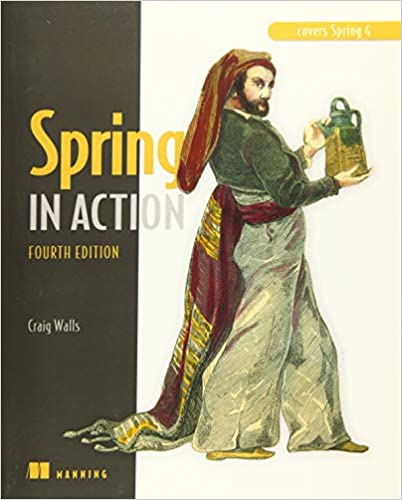 covers Spring 4
Spring
IN ACTION
FOURTH EDITION
Craig Walls
MANNING